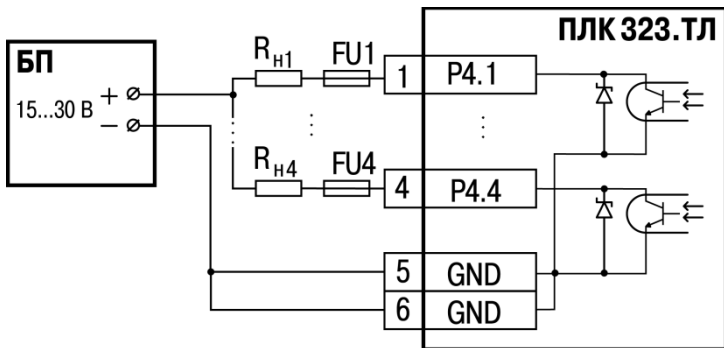 ПЛК 323.ТЛ
БП
15...30 В
+
−
Rн1
FU1
1
P4.1
Rн4
FU4
4
P4.4
5
GND
6
GND